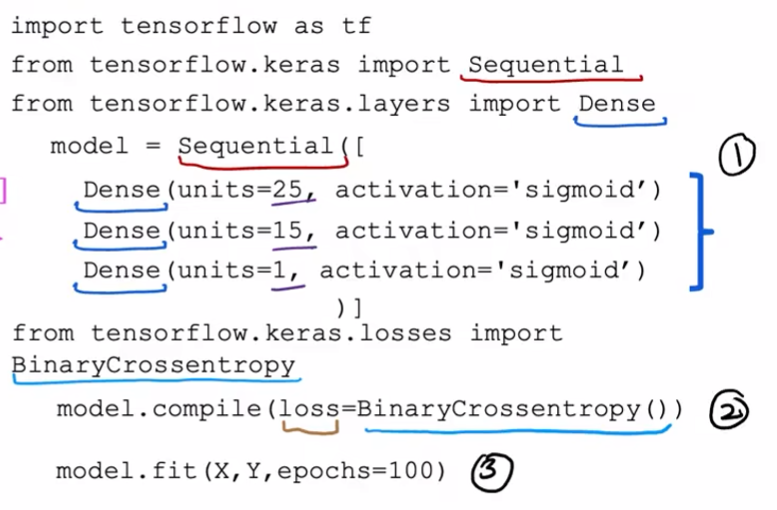 import tensorflow as tf
from tensorflow.keras import Sequential
from tensorflow.keras.layers import Dense
model = Sequential([
①
]
Dense(units=25, activation='sigmoid’)
Dense(units=15, activation='sigmoid’)
Dense(units=1, activation='sigmoid’)
)]
from tensorflow.keras.losses import
BinaryCrossentropy
model.compile(loss=BinaryCrossentropy()) ②
model.fit(X,Y,epochs=100) ③